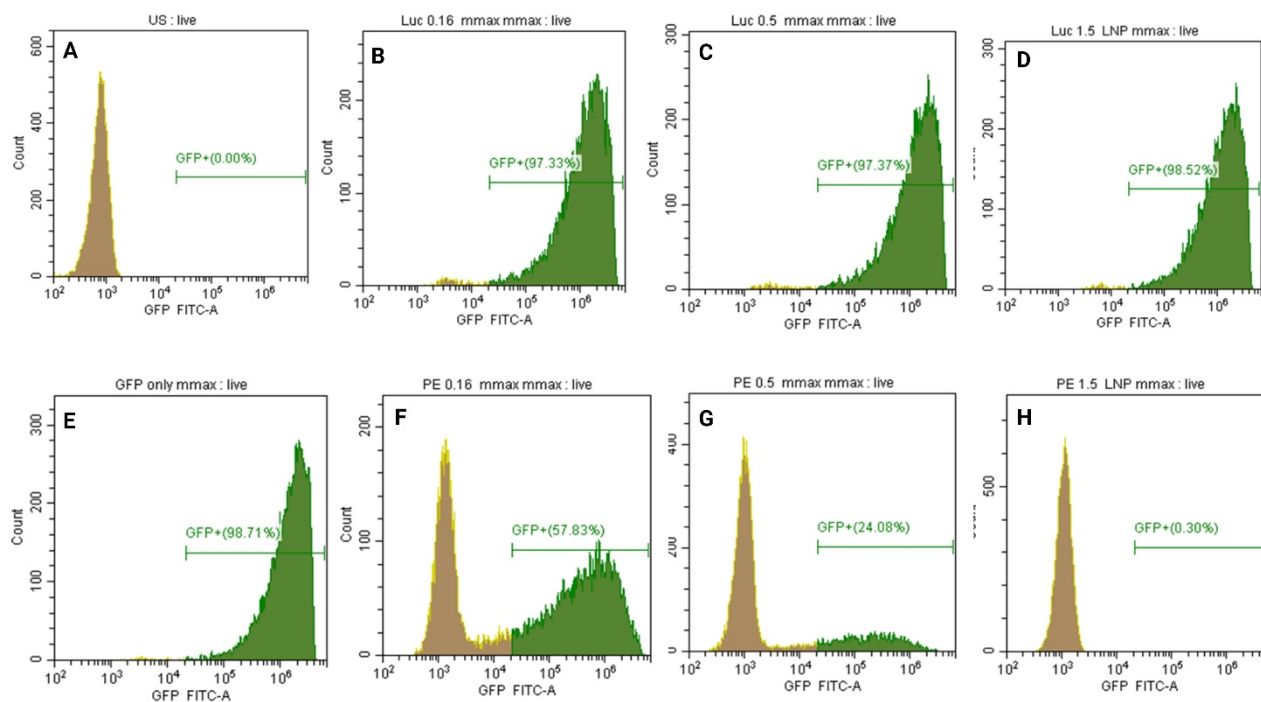 US : live
A
600
400
200
0
Count
GFP+(0.00%)
10² 10³ 10⁴ 10⁵ 10⁶
GFP FITC-A
Luc 0.16 mmax mmax : live
B
200
100
0
Count
GFP+(97.33%)
10² 10³ 10⁴ 10⁵ 10⁶
GFP FITC-A
Luc 0.5 mmax mmax : live
C
300
200
100
0
Count
GFP+(97.37%)
10² 10³ 10⁴ 10⁵ 10⁶
GFP FITC-A
Luc 1.5 LNP mmax : live
D
300
200
100
0
GFP+(98.52%)
10² 10³ 10⁴ 10⁵ 10⁶
GFP FITC-A
GFP only mmax : live
E
300
200
100
0
Count
GFP+(98.71%)
10² 10³ 10⁴ 10⁵ 10⁶
GFP FITC-A
PE 0.16 mmax mmax : live
F
200
100
0
Count
GFP+(57.83%)
10² 10³ 10⁴ 10⁵ 10⁶
GFP FITC-A
PE 0.5 mmax mmax : live
G
400
200
0
Count
GFP+(24.08%)
10² 10³ 10⁴ 10⁵ 10⁶
GFP FITC-A
PE 1.5 LNP mmax : live
H
500
0
GFP+(0.30%)
10² 10³ 10⁴ 10⁵ 10⁶
GFP FITC-A